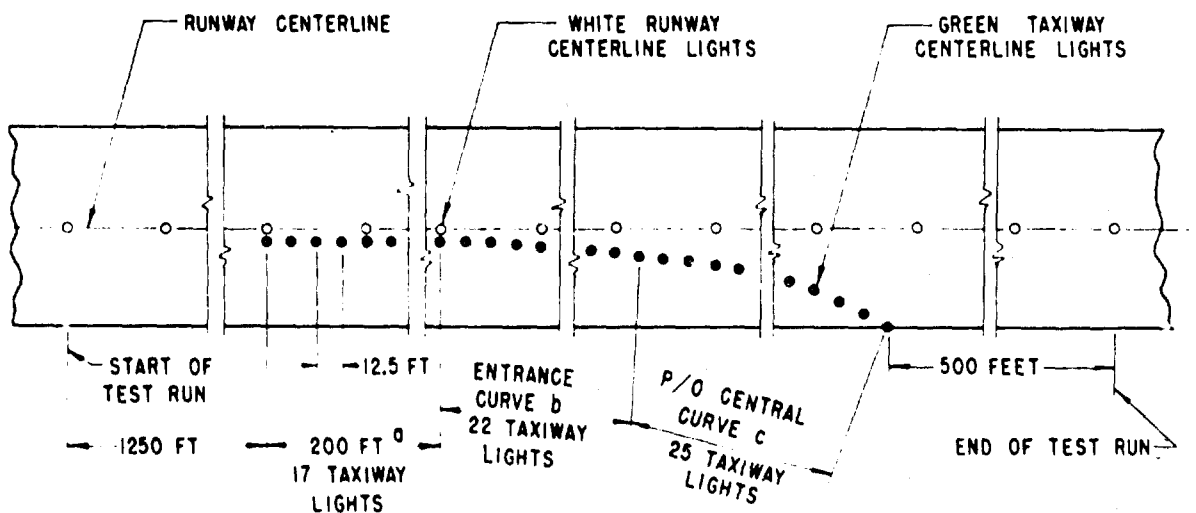 RUNWAY CENTERLINE
WHITE RUNWAY
CENTERLINE LIGHTS
GREEN TAXIWAY
CENTERLINE LIGHTS
START OF
TEST RUN
12.5 FT
ENTRANCE
CURVE b
22 TAXIWAY
LIGHTS
P/O CENTRAL
CURVE c
25 TAXIWAY
LIGHTS
500 FEET
END OF TEST RUN
1250 FT
200 FT a
17 TAXIWAY
LIGHTS